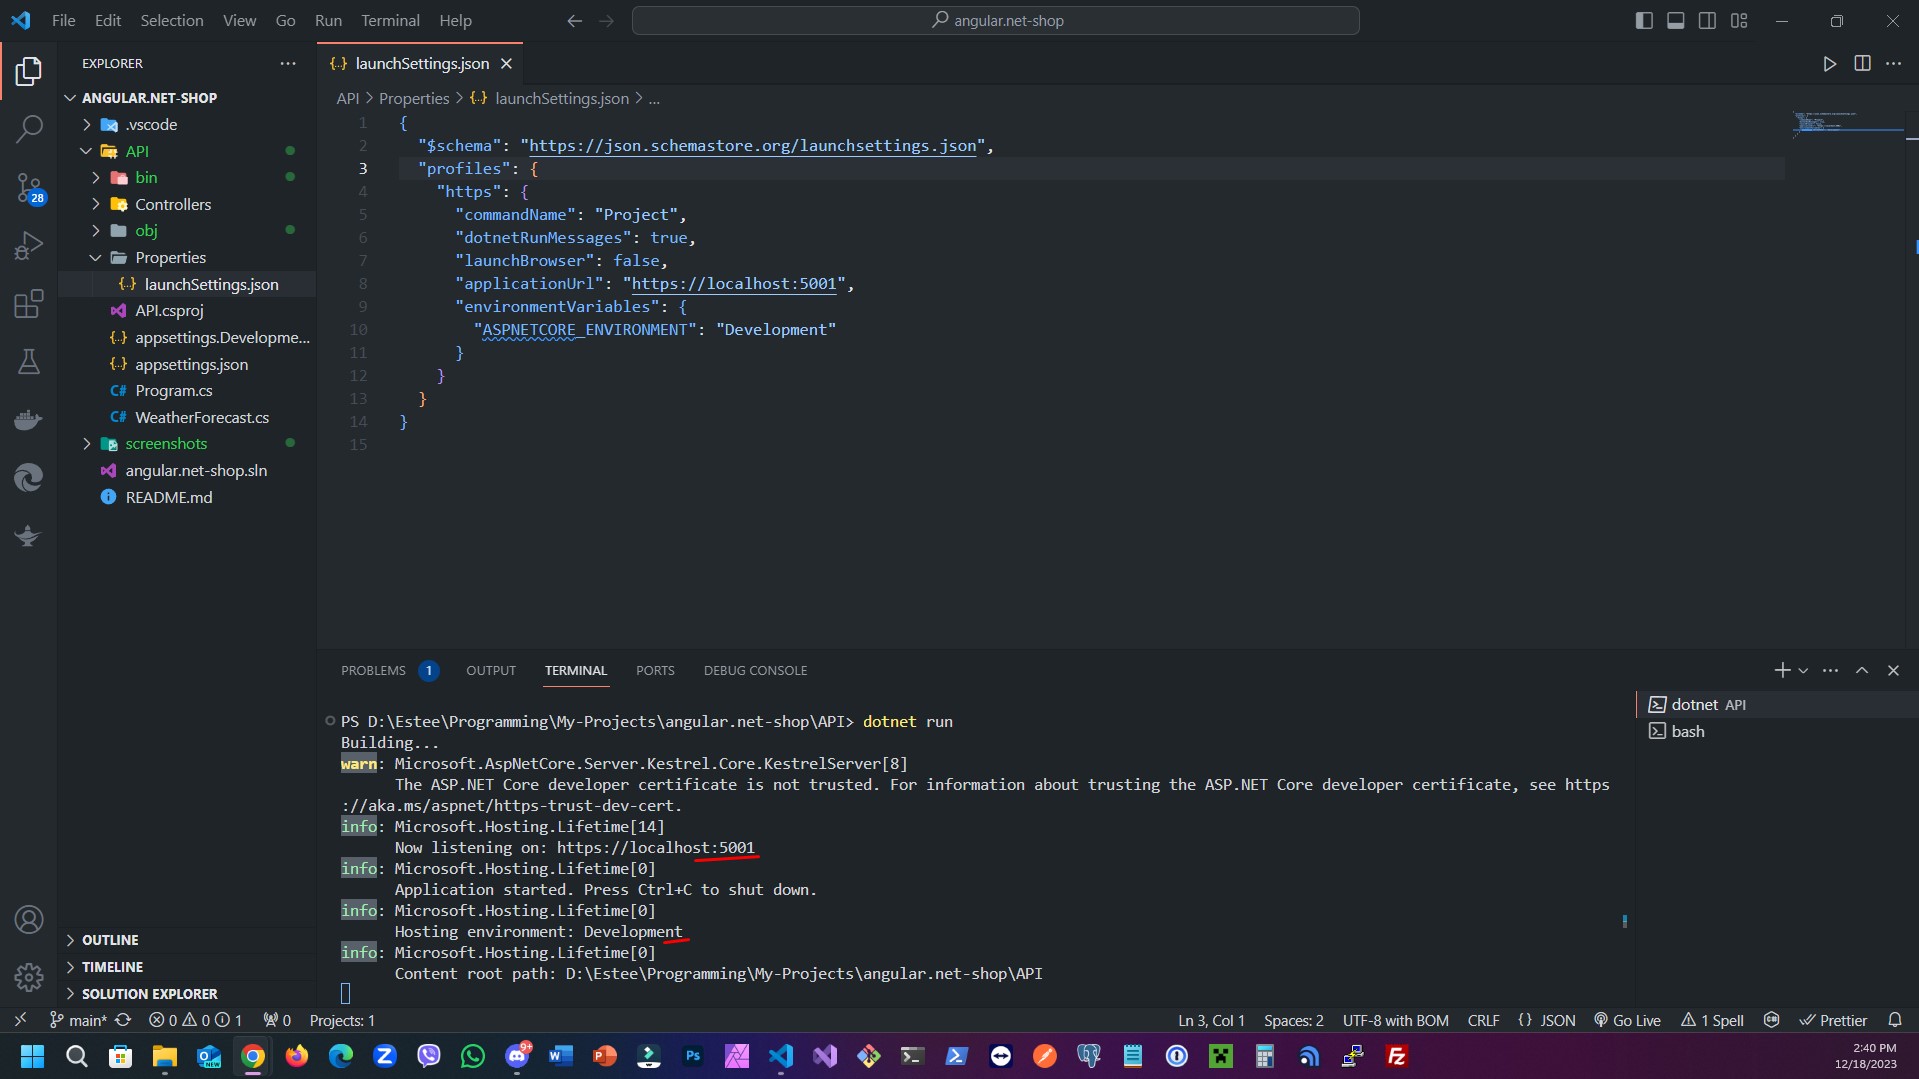 File Edit Selection View Go Run Terminal Help
angular.net-shop
EXPLORER
ANGULAR.NET-SHOP
.vscode
API
bin
Controllers
obj
Properties
launchSettings.json
API.csproj
appsettings.Developme...
appsettings.json
Program.cs
WeatherForecast.cs
screenshots
angular.net-shop.sln
README.md
OUTLINE
TIMELINE
SOLUTION EXPLORER
28
launchSettings.json
API > Properties > {..} launchSettings.json > ...
1 {
2 "$schema": "https://json.schemastore.org/launchsettings.json",
3 "profiles": {
4 "https": {
5 "commandName": "Project",
6 "dotnetRunMessages": true,
7 "launchBrowser": false,
8 "applicationUrl": "https://localhost:5001",
9 "environmentVariables": {
10 "ASPNETCORE_ENVIRONMENT": "Development"
11 }
12 }
13 }
14 }
15
PROBLEMS 1 OUTPUT TERMINAL PORTS DEBUG CONSOLE
PS D:\Estee\Programming\My-Projects\angular.net-shop\API> dotnet run
Building...
warn: Microsoft.AspNetCore.Server.Kestrel.Core.KestrelServer[8]
The ASP.NET Core developer certificate is not trusted. For information about trusting the ASP.NET Core developer certificate, see https
://aka.ms/aspnet/https-trust-dev-cert.
info: Microsoft.Hosting.Lifetime[14]
Now listening on: https://localhost:5001
info: Microsoft.Hosting.Lifetime[0]
Application started. Press Ctrl+C to shut down.
info: Microsoft.Hosting.Lifetime[0]
Hosting environment: Development
info: Microsoft.Hosting.Lifetime[0]
Content root path: D:\Estee\Programming\My-Projects\angular.net-shop\API
dotnet API
bash
main* 0 0 1 0 Projects: 1
Ln 3, Col 1 Spaces: 2 UTF-8 with BOM CRLF {} JSON Go Live 1 Spell Prettier
NEW
9+
Ps
2:40 PM
12/18/2023